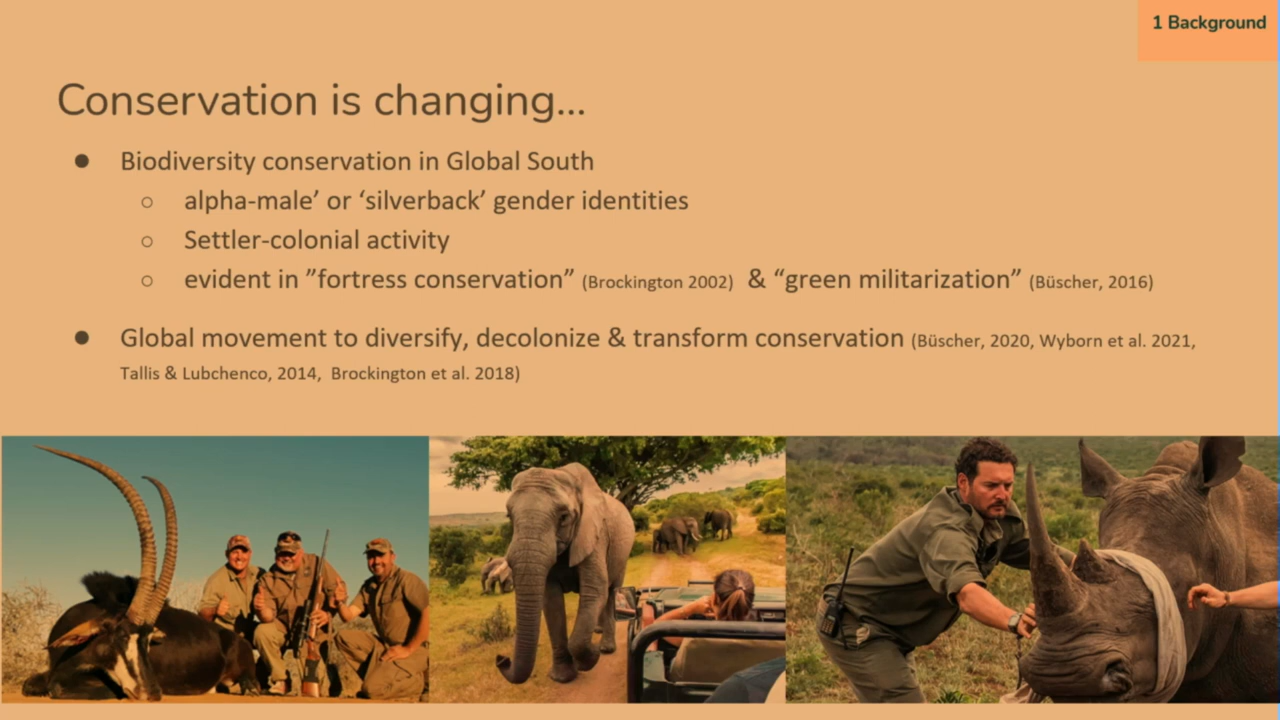 1 Background
Conservation is changing...
● Biodiversity conservation in Global South
○ alpha-male’ or ‘silverback’ gender identities
○ Settler-colonial activity
○ evident in ”fortress conservation” (Brockington 2002) & “green militarization” (Büscher, 2016)
● Global movement to diversify, decolonize & transform conservation (Büscher, 2020, Wyborn et al. 2021,
Tallis & Lubchenco, 2014, Brockington et al. 2018)